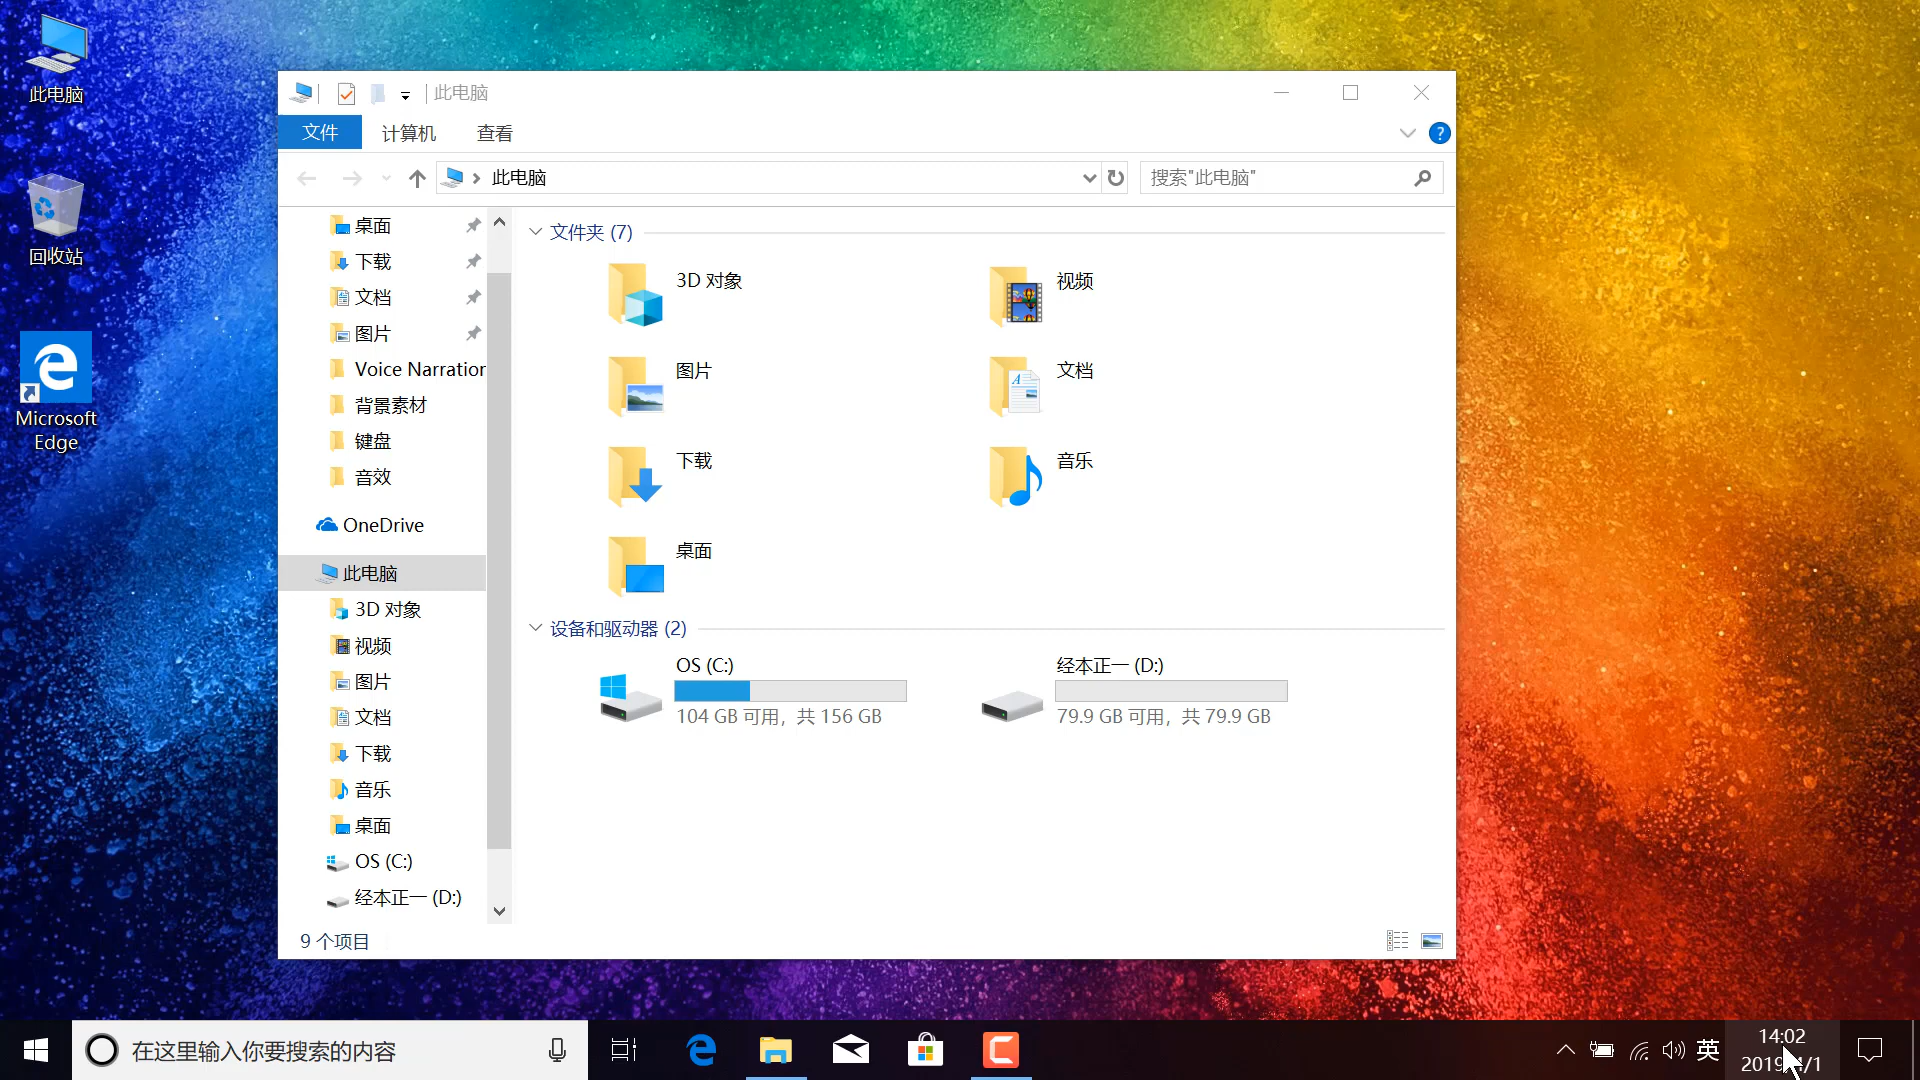 此电脑
回收站
Microsoft
Edge
此电脑
文件 计算机 查看
此电脑
搜索"此电脑"
桌面
下载
文档
图片
Voice Narration
背景素材
键盘
音效
OneDrive
此电脑
3D 对象
视频
图片
文档
下载
音乐
桌面
OS (C:)
经本正一 (D:)
文件夹 (7)
3D 对象
视频
图片
文档
下载
音乐
桌面
设备和驱动器 (2)
OS (C:)
104 GB 可用，共 156 GB
经本正一 (D:)
79.9 GB 可用，共 79.9 GB
9 个项目
在这里输入你要搜索的内容
英
14:02